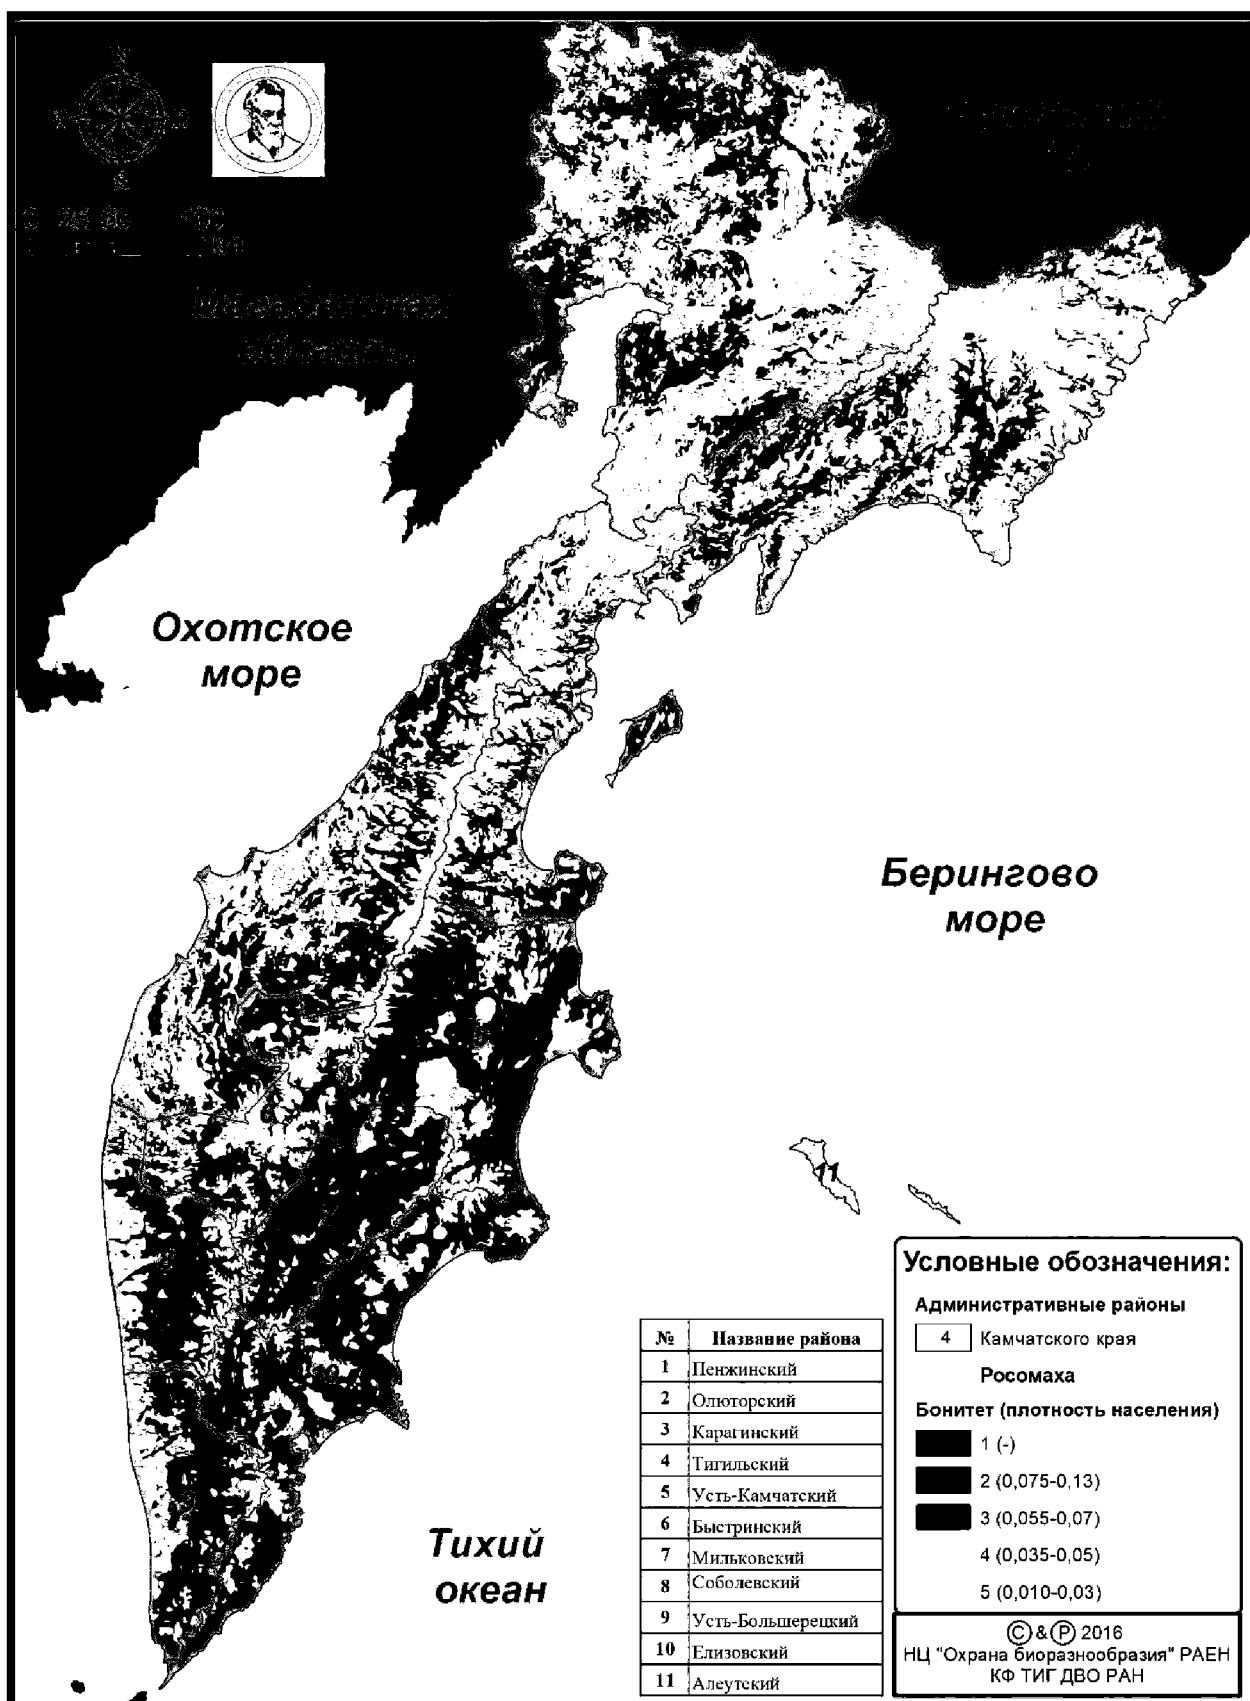 Охотское
море
Берингово
море
Тихий
океан
11
№ Название района
1 Пенжинский
2 Олюторский
3 Карагинский
4 Тигильский
5 Усть-Камчатский
6 Быстринский
7 Мильковский
8 Соболевский
9 Усть-Большерецкий
10 Елизовский
11 Алеутский
Условные обозначения:
Административные районы
4 Камчатского края
Росомаха
Бонитет (плотность населения)
1 (-)
2 (0,075-0,13)
3 (0,055-0,07)
4 (0,035-0,05)
5 (0,010-0,03)
©&℗ 2016
НЦ "Охрана биоразнообразия" РАЕН
КФ ТИГ ДВО РАН